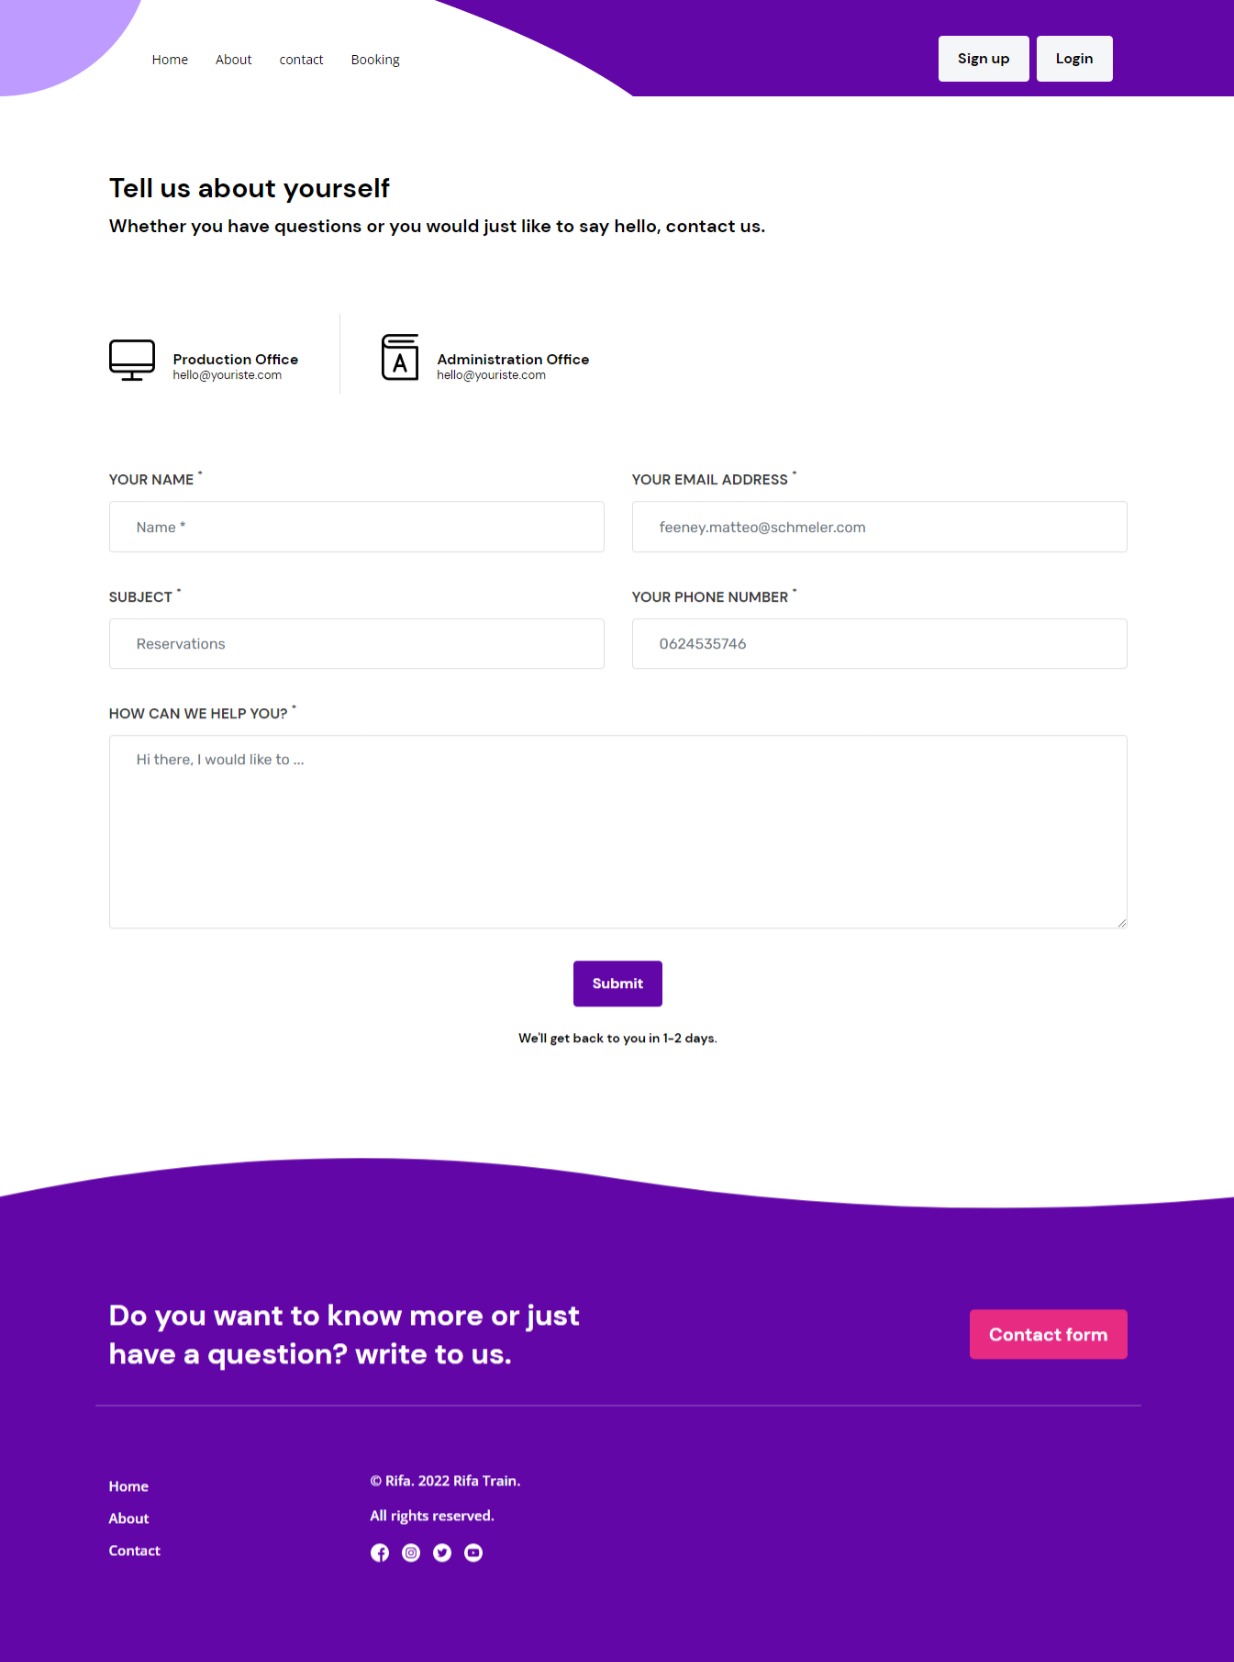 Home About contact Booking
Sign up Login
Tell us about yourself
Whether you have questions or you would just like to say hello, contact us.
Production Office
hello@youriste.com
A
Administration Office
hello@youriste.com
YOUR NAME *
Name *
YOUR EMAIL ADDRESS *
feeney.matteo@schmeler.com
SUBJECT *
Reservations
YOUR PHONE NUMBER *
0624535746
HOW CAN WE HELP YOU? *
Hi there, I would like to ...
Submit
We'll get back to you in 1-2 days.
Do you want to know more or just
have a question? write to us.
Contact form
Home
About
Contact
© Rifa. 2022 Rifa Train.
All rights reserved.